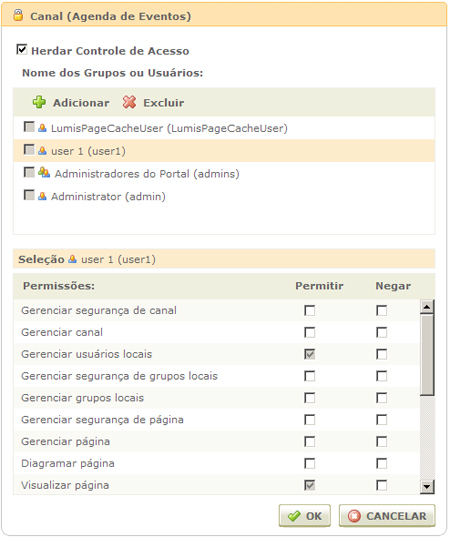 Canal (Agenda de Eventos)
Herdar Controle de Acesso
Nome dos Grupos ou Usuários:
Adicionar Excluir
LumisPageCacheUser (LumisPageCacheUser)
user 1 (user1)
Administradores do Portal (admins)
Administrator (admin)
Seleção user 1 (user1)
Permissões: Permitir Negar
Gerenciar segurança de canal
Gerenciar canal
Gerenciar usuários locais
Gerenciar segurança de grupos locais
Gerenciar grupos locais
Gerenciar segurança de página
Gerenciar página
Diagramar página
Visualizar página
OK CANCELAR